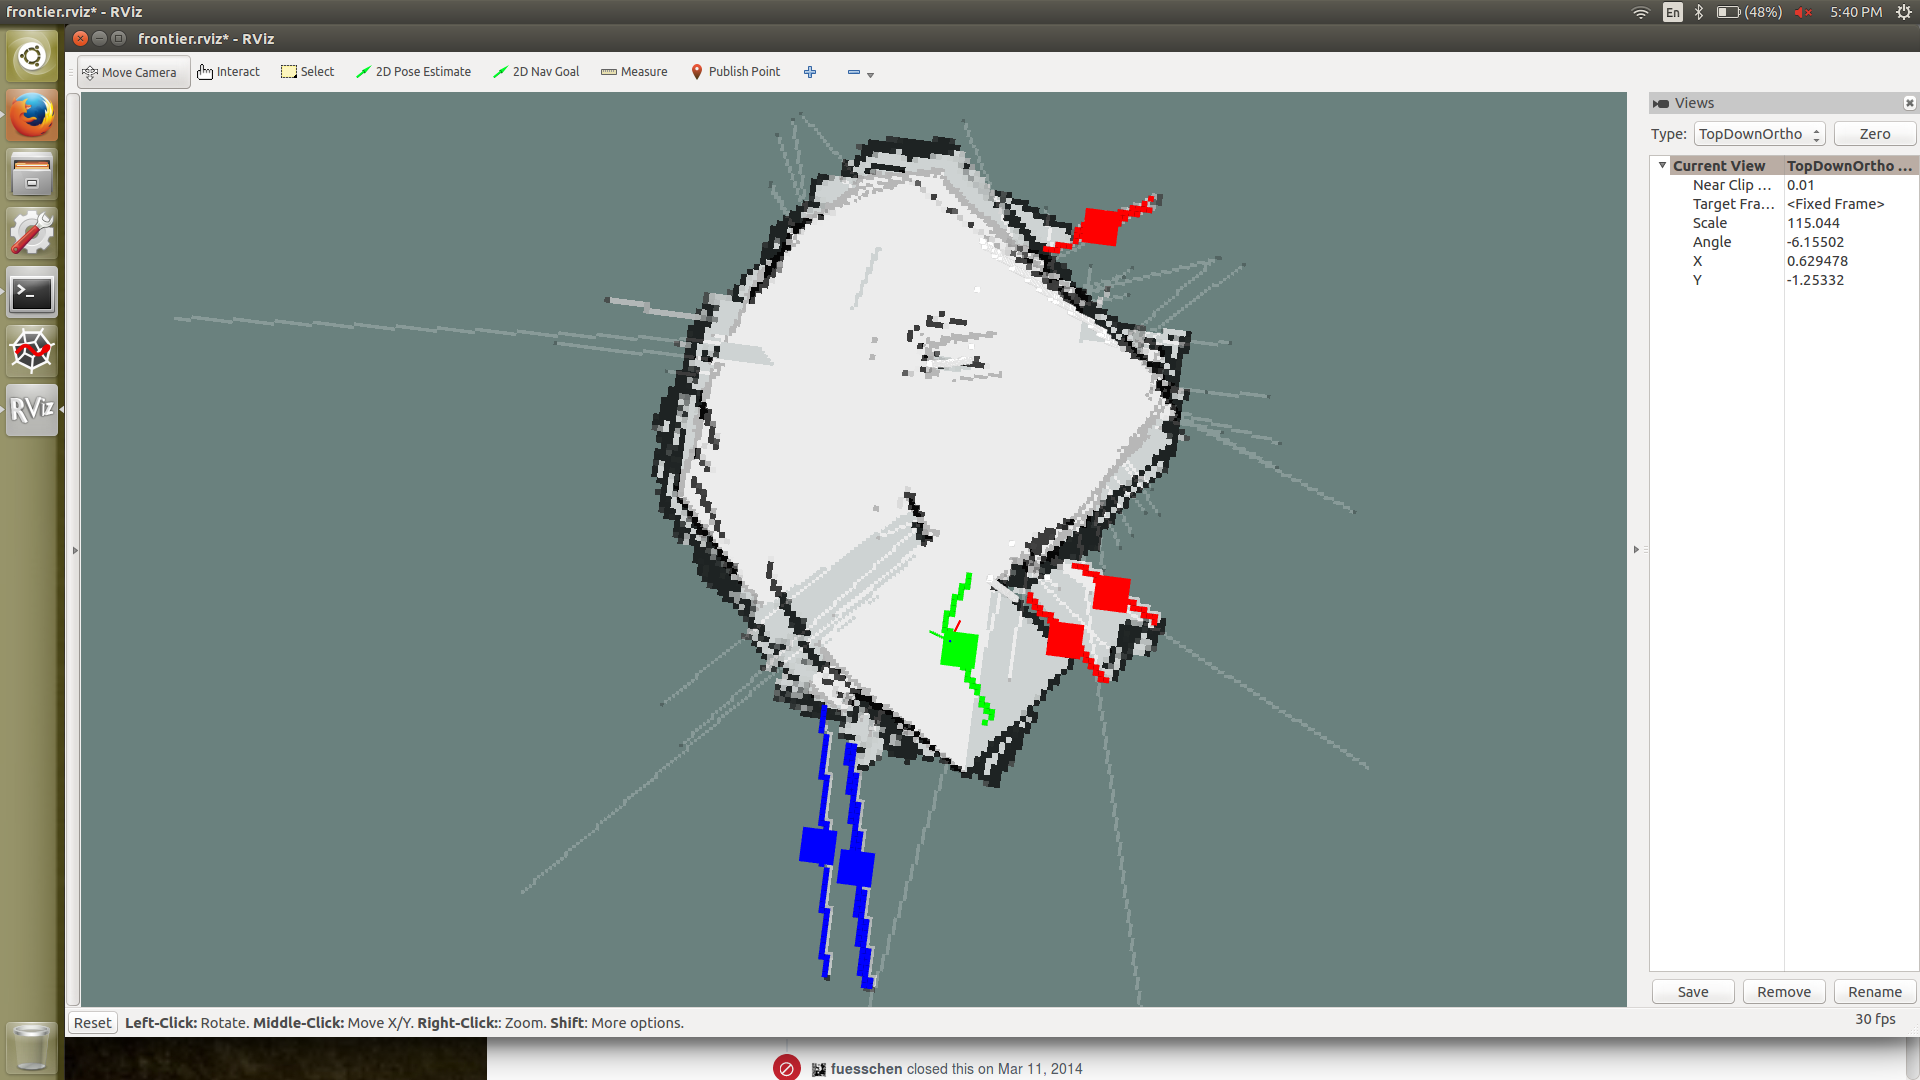 frontier.rviz* - RViz
En (48%) 5:40 PM
frontier.rviz* - RViz
Move Camera Interact Select 2D Pose Estimate 2D Nav Goal Measure Publish Point
Views
Type: TopDownOrtho Zero
Current View TopDownOrtho ...
Near Clip ... 0.01
Target Fra... <Fixed Frame>
Scale 115.044
Angle -6.15502
X 0.629478
Y -1.25332
RViz
Save Remove Rename
Reset Left-Click: Rotate. Middle-Click: Move X/Y. Right-Click:: Zoom. Shift: More options. 30 fps
fuesschen closed this on Mar 11, 2014